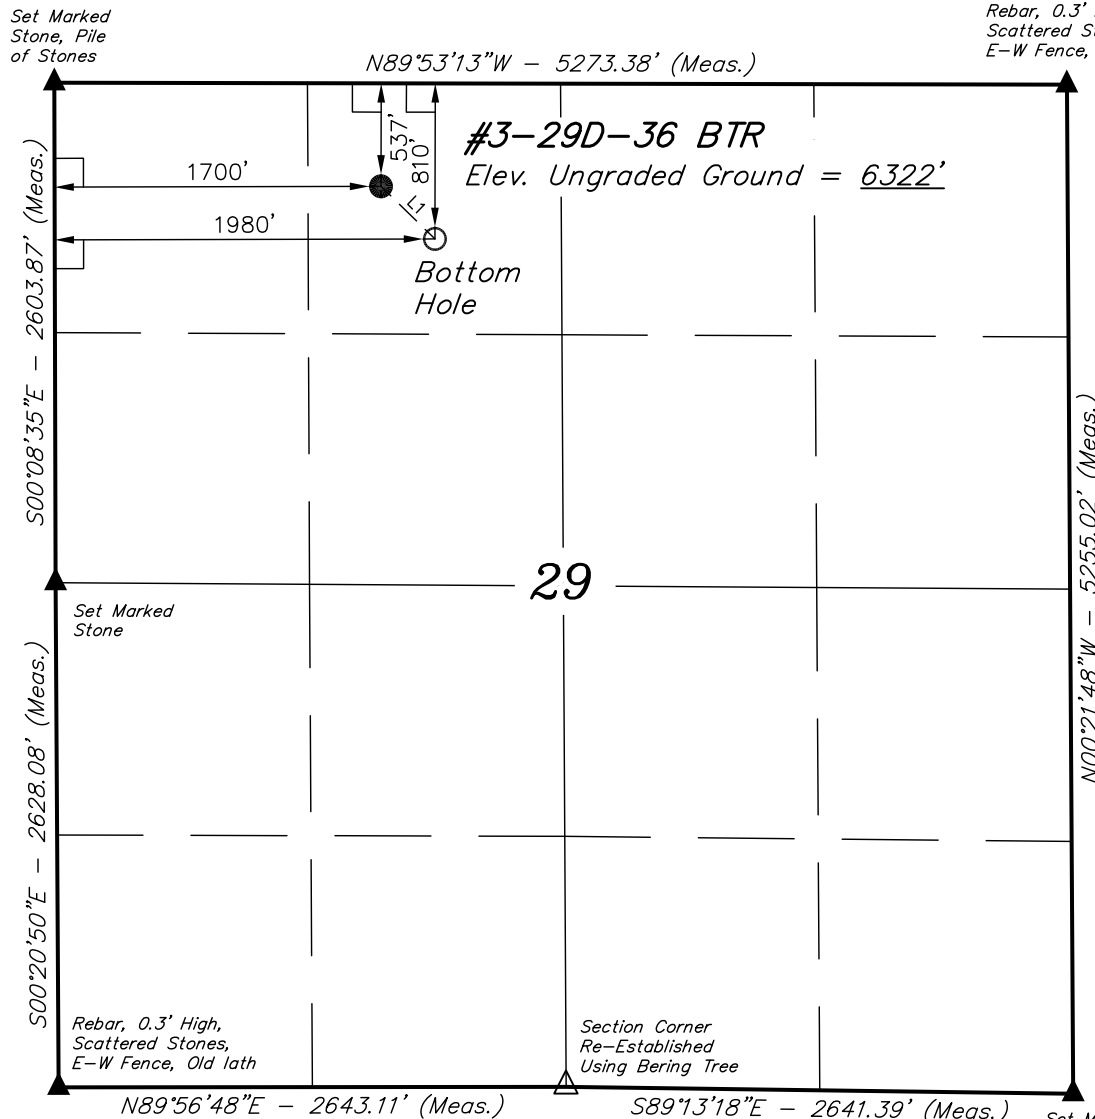 Set Marked
Stone, Pile
of Stones
Rebar, 0.3'
Scattered
E-W Fence,
N89°53'13"W - 5273.38' (Meas.)
#3-29D-36 BTR
Elev. Ungraded Ground = 6322'
537'
810'
1700'
L1
1980'
Bottom
Hole
S00°08'35"E - 2603.87' (Meas.)
N00°21'48"W - 5255.02' (Meas.)
29
Set Marked
Stone
S00°20'50"E - 2628.08' (Meas.)
Rebar, 0.3' High,
Scattered Stones,
E-W Fence, Old lath
Section Corner
Re-Established
Using Bering Tree
N89°56'48"E - 2643.11' (Meas.)
S89°13'18"E - 2641.39' (Meas.)
Set